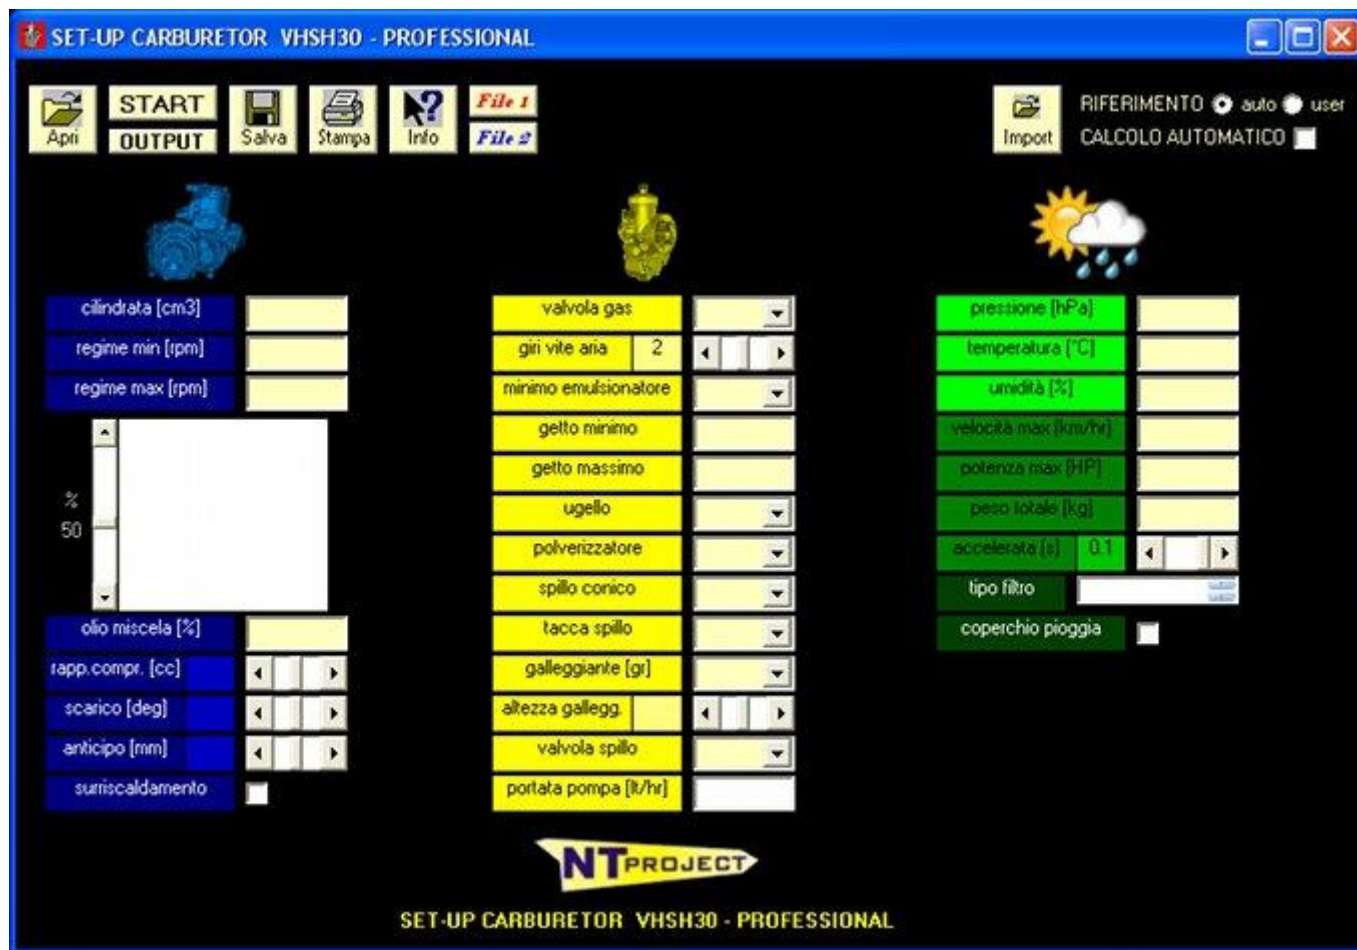 SET-UP CARBURETOR VHSH30 - PROFESSIONAL
Apri
START
OUTPUT
Salva
Stampa
Info
File 1
File 2
Import
RIFERIMENTO auto user
CALCOLO AUTOMATICO
cilindrata [cm3]
regime min [rpm]
regime max [rpm]
%
50
olio miscela [%]
rapp.compr. [cc]
scarico [deg]
anticipo [mm]
surriscaldamento
valvola gas
giri vite aria 2
minimo emulsionatore
getto minimo
getto massimo
ugello
polverizzatore
spillo conico
tacca spillo
galleggiante [gr]
altezza gallegg.
valvola spillo
portata pompa [lt/hr]
pressione [hPa]
temperatura [°C]
umidità [%]
velocità max [km/hr]
potenza max [HP]
peso totale [kg]
accelerata [s] 0.1
tipo filtro
coperchio pioggia
NTPROJECT
SET-UP CARBURETOR VHSH30 - PROFESSIONAL